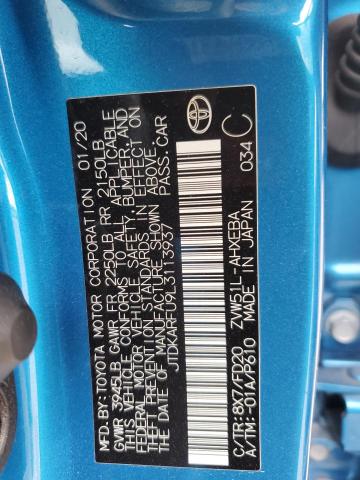 MFD.BY:TOYOTA MOTOR CORPORATION 01/20
GVWR 3945LB GAWR FR 2250LB RR 2150LB
THIS VEHICLE CONFORMS TO ALL APPLICABLE
FEDERAL MOTOR VEHICLE SAFETY, BUMPER,AND
THEFT PREVENTION STANDARDS IN EFFECT ON
THE DATE OF MANUFACTURE SHOWN ABOVE.
JTDKARFU9L3113937 PASS.CAR
C/TR:8X7/FD20 ZVW51L-AHXEBA
A/TM:-01A/P610 MADE IN JAPAN 034 C